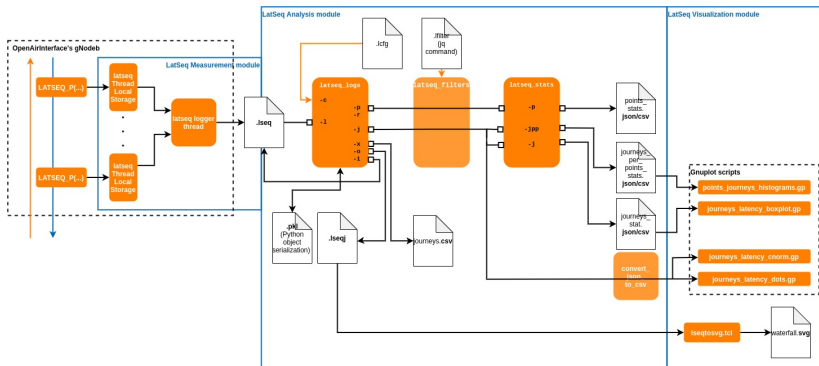 LatSeq Analysis module
LatSeq Visualization module
OpenAirInterface's gNodeb
LatSeq Measurement module
LATSEQ_P(...)
latseq
Thread
Local
Storage
.
.
.
LATSEQ_P(...)
latseq
Thread
Local
Storage
latseq logger
thread
.lseq
.lcfg
.filter
(jq
command)
latseq_logs
-c
-l
-p
-r
-j
-x
-o
-i
latseq_filters
latseq_stats
-p
-jpp
-j
points_
stats.
json/csv
journeys_
per_
points_
stats.
json/csv
journeys_
stat.
json/csv
.pkl
(Python
object
serialization)
.lseqj
journeys.csv
convert_
json_
to_csv
Gnuplot scripts
points_journeys_histograms.gp
journeys_latency_boxplot.gp
journeys_latency_cnorm.gp
journeys_latency_dots.gp
lseqtosvg.tcl
waterfall.svg